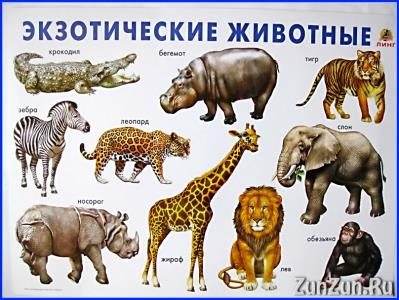 ЭКЗОТИЧЕСКИЕ ЖИВОТНЫЕ
ЛИНГ
крокодил
бегемот
тигр
зебра
леопард
слон
носорог
жираф
лев
обезьяна
ZunZun.Ru